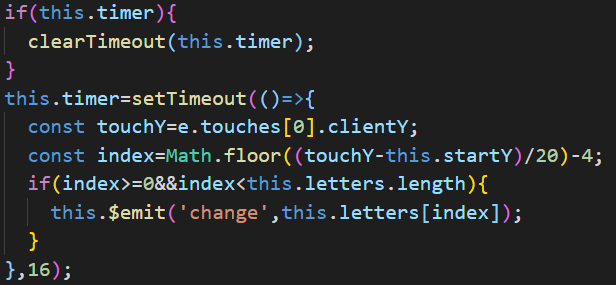 if(this.timer){
  clearTimeout(this.timer);
}
this.timer=setTimeout(()=>{
  const touchY=e.touches[0].clientY;
  const index=Math.floor((touchY-this.startY)/20)-4;
  if(index>=0&&index<this.letters.length){
    this.$emit('change',this.letters[index]);
  }
},16);